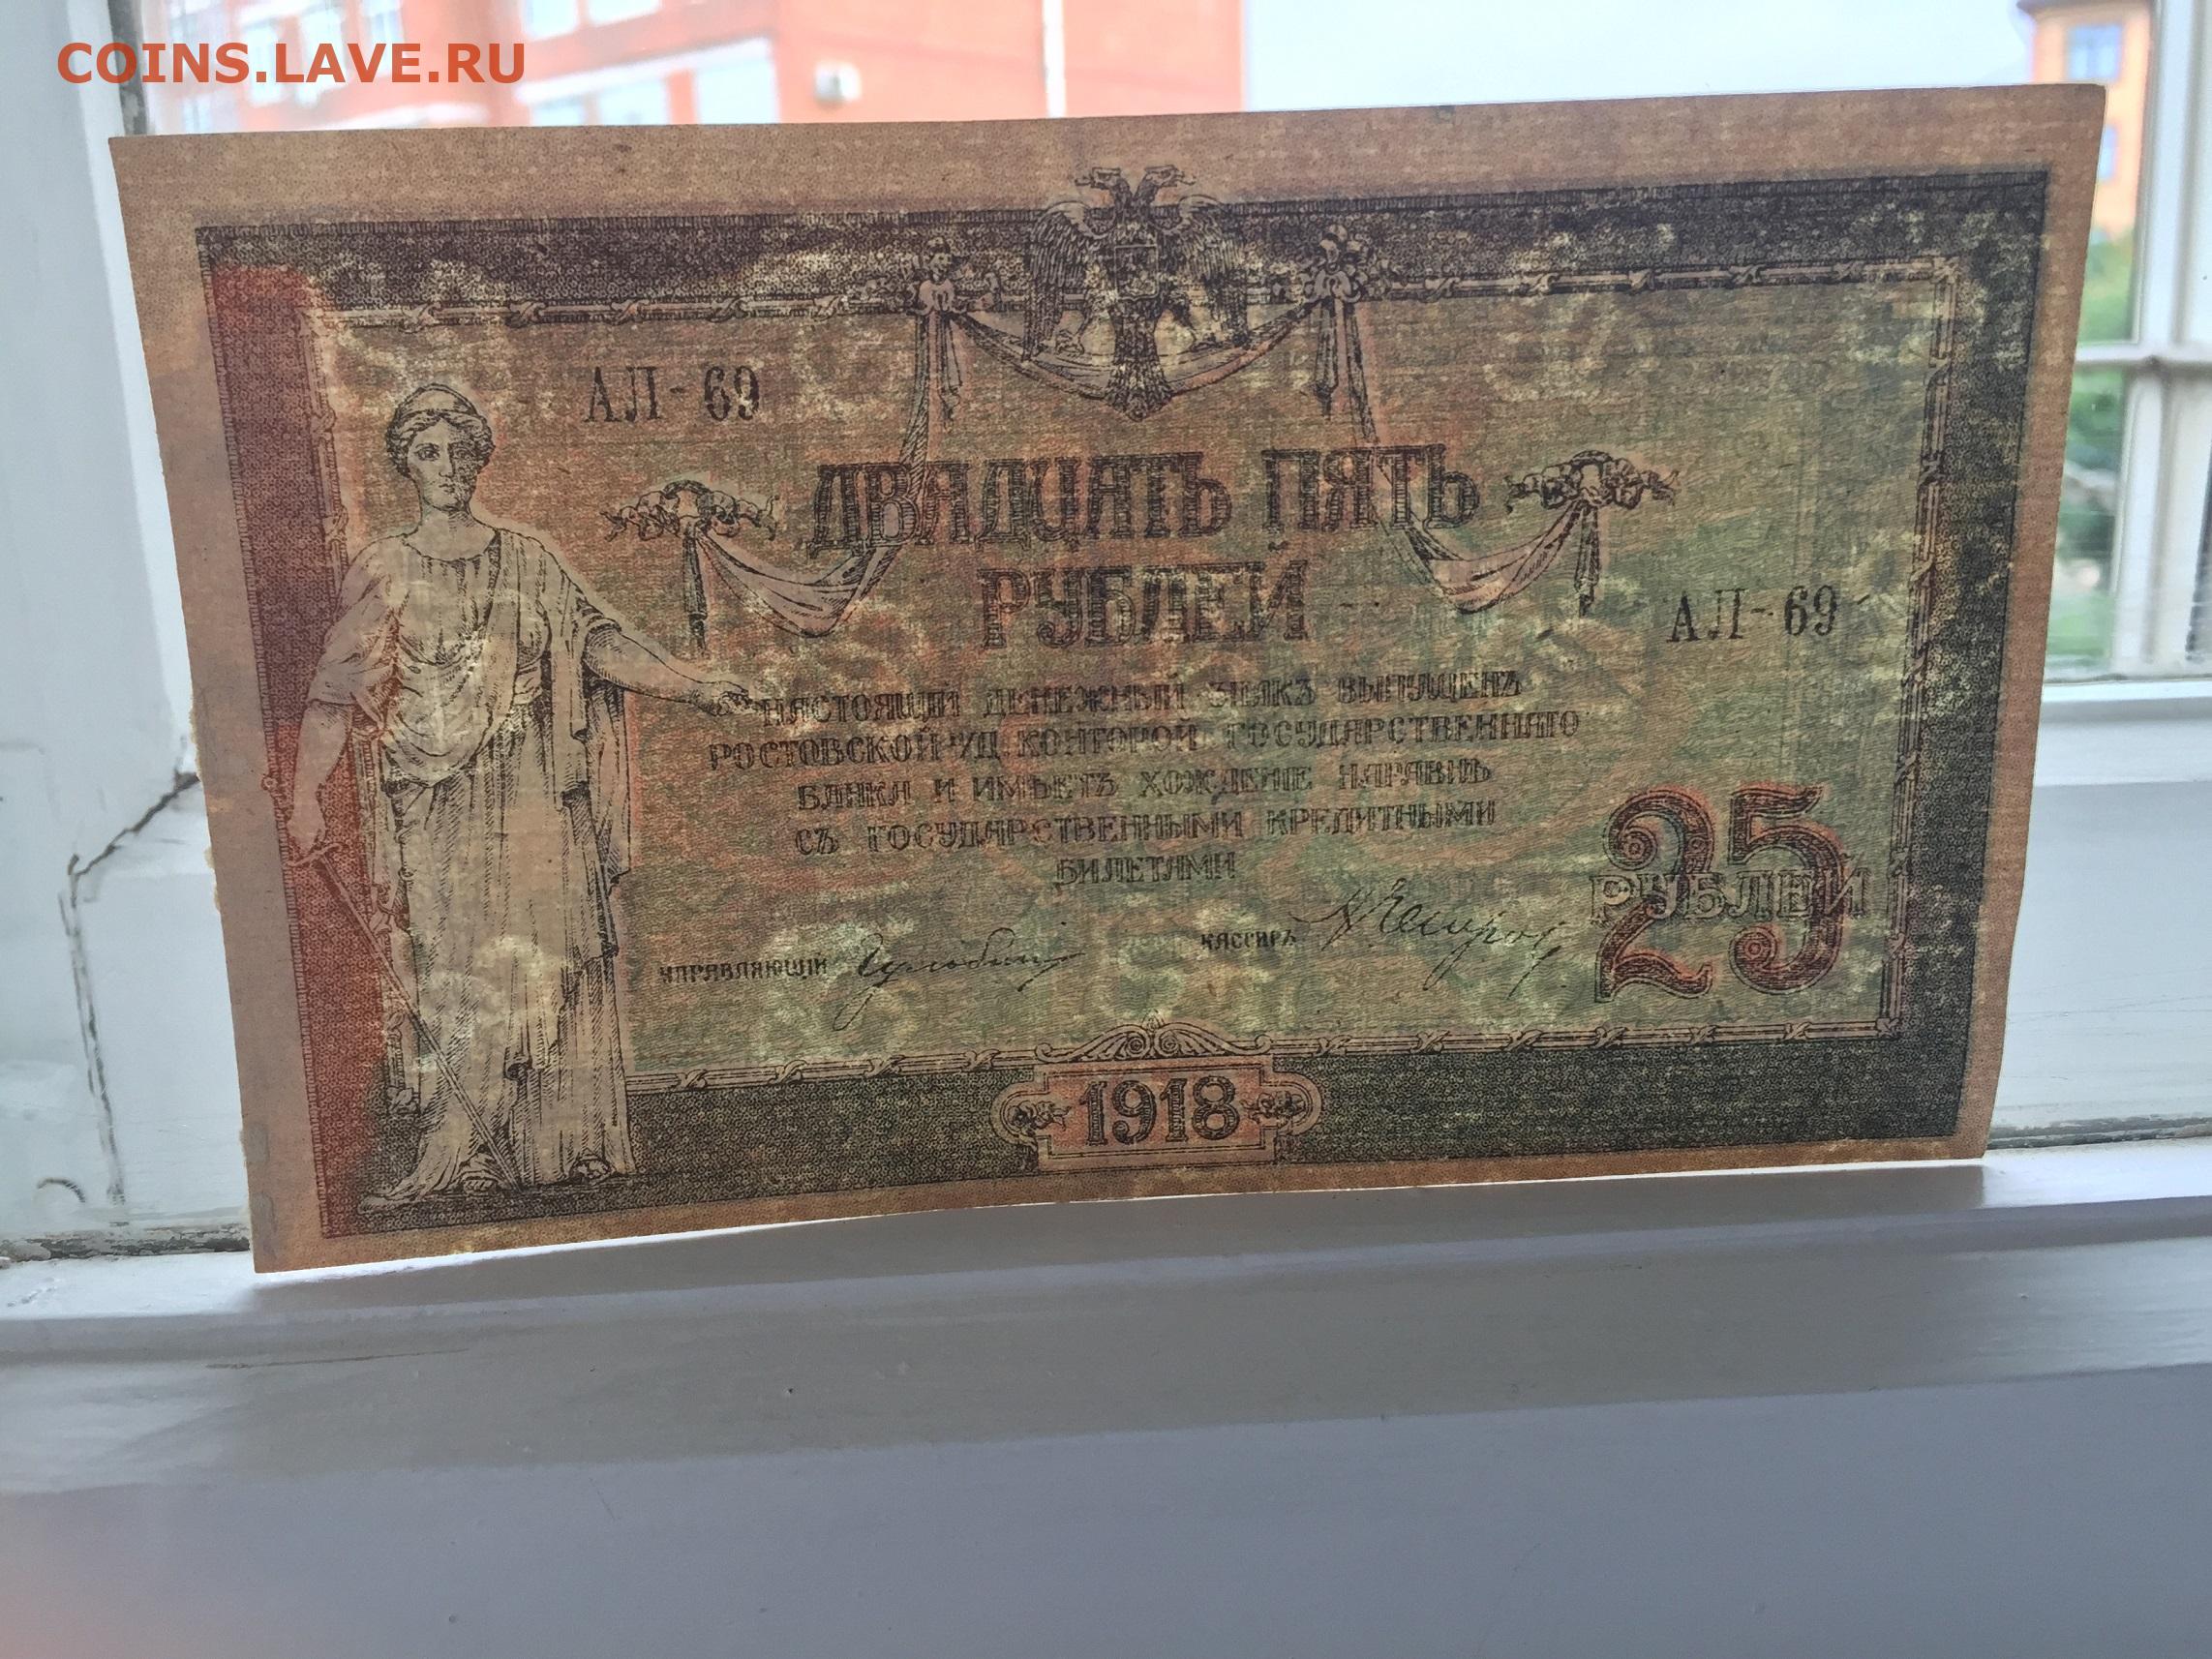 COINS.LAVE.RU
АЛ-69
ДВАДЦАТЬ ПЯТЬ
РУБЛЕЙ
АЛ-69
НАСТОЯЩІЙ ДЕНЕЖНЫЙ ЗНАКЪ ВЫПУЩЕНЪ
РОСТОВСКОЙ Н/Д КОНТОРОЙ ГОСУДАРСТВЕННАГО
БАНКА И ИМѢЕТЪ ХОЖДЕНІЕ НАРАВНѢ
СЪ ГОСУДАРСТВЕННЫМИ КРЕДИТНЫМИ
БИЛЕТАМИ
25
РУБЛЕЙ
УПРАВЛЯЮЩІЙ
КАССИРЪ
1918